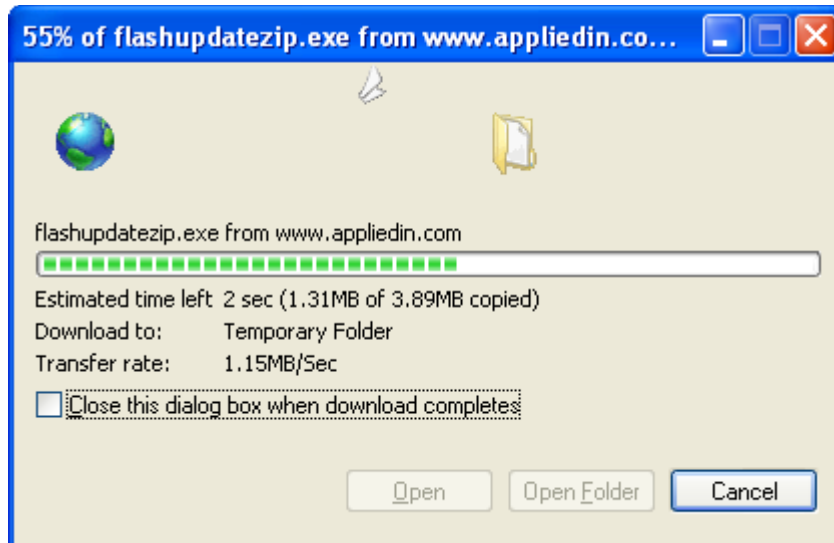 55% of flashupdatezip.exe from www.appliedin.co...
flashupdatezip.exe from www.appliedin.com
Estimated time left 2 sec (1.31MB of 3.89MB copied)
Download to: Temporary Folder
Transfer rate: 1.15MB/Sec
Close this dialog box when download completes
Open Open Folder Cancel